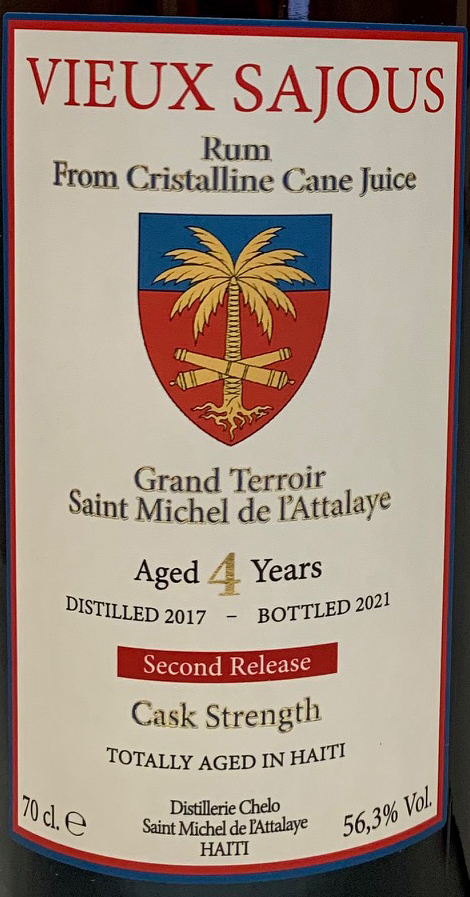 VIEUX SAJOUS
Rum
From Cristalline Cane Juice
Grand Terroir
Saint Michel de l'Attalaye
Aged 4 Years
DISTILLED 2017 – BOTTLED 2021
Second Release
Cask Strength
TOTALLY AGED IN HAITI
70 cl. ℮
Distillerie Chelo
Saint Michel de l'Attalaye
HAITI
56,3% Vol.